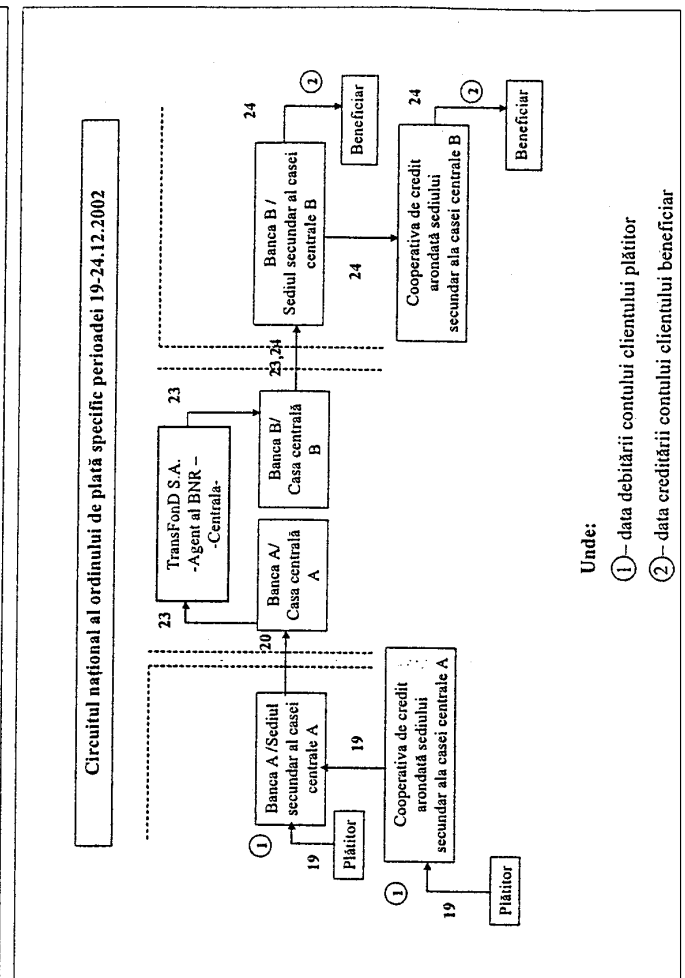 Circuitul național al ordinului de plată specific perioadei 19-24.12.2002
TransFonD S.A.
-Agent al BNR –
-Centrala-
23
23
Banca A /Sediul
secundar al casei
centrale A
20
Banca A/
Casa centrală
A
Banca B/
Casa centrală
B
23,24
Banca B /
Sediul secundar al casei
centrale B
24
2
Beneficiar
1
19
Plătitor
19
24
Cooperativa de credit
arondată sediului
secundar ala casei centrale A
Cooperativa de credit
arondată sediului
secundar ala casei centrale B
24
2
Beneficiar
1
19
Plătitor
Unde:
1 – data debitării contului clientului plătitor
2 – data creditării contului clientului beneficiar